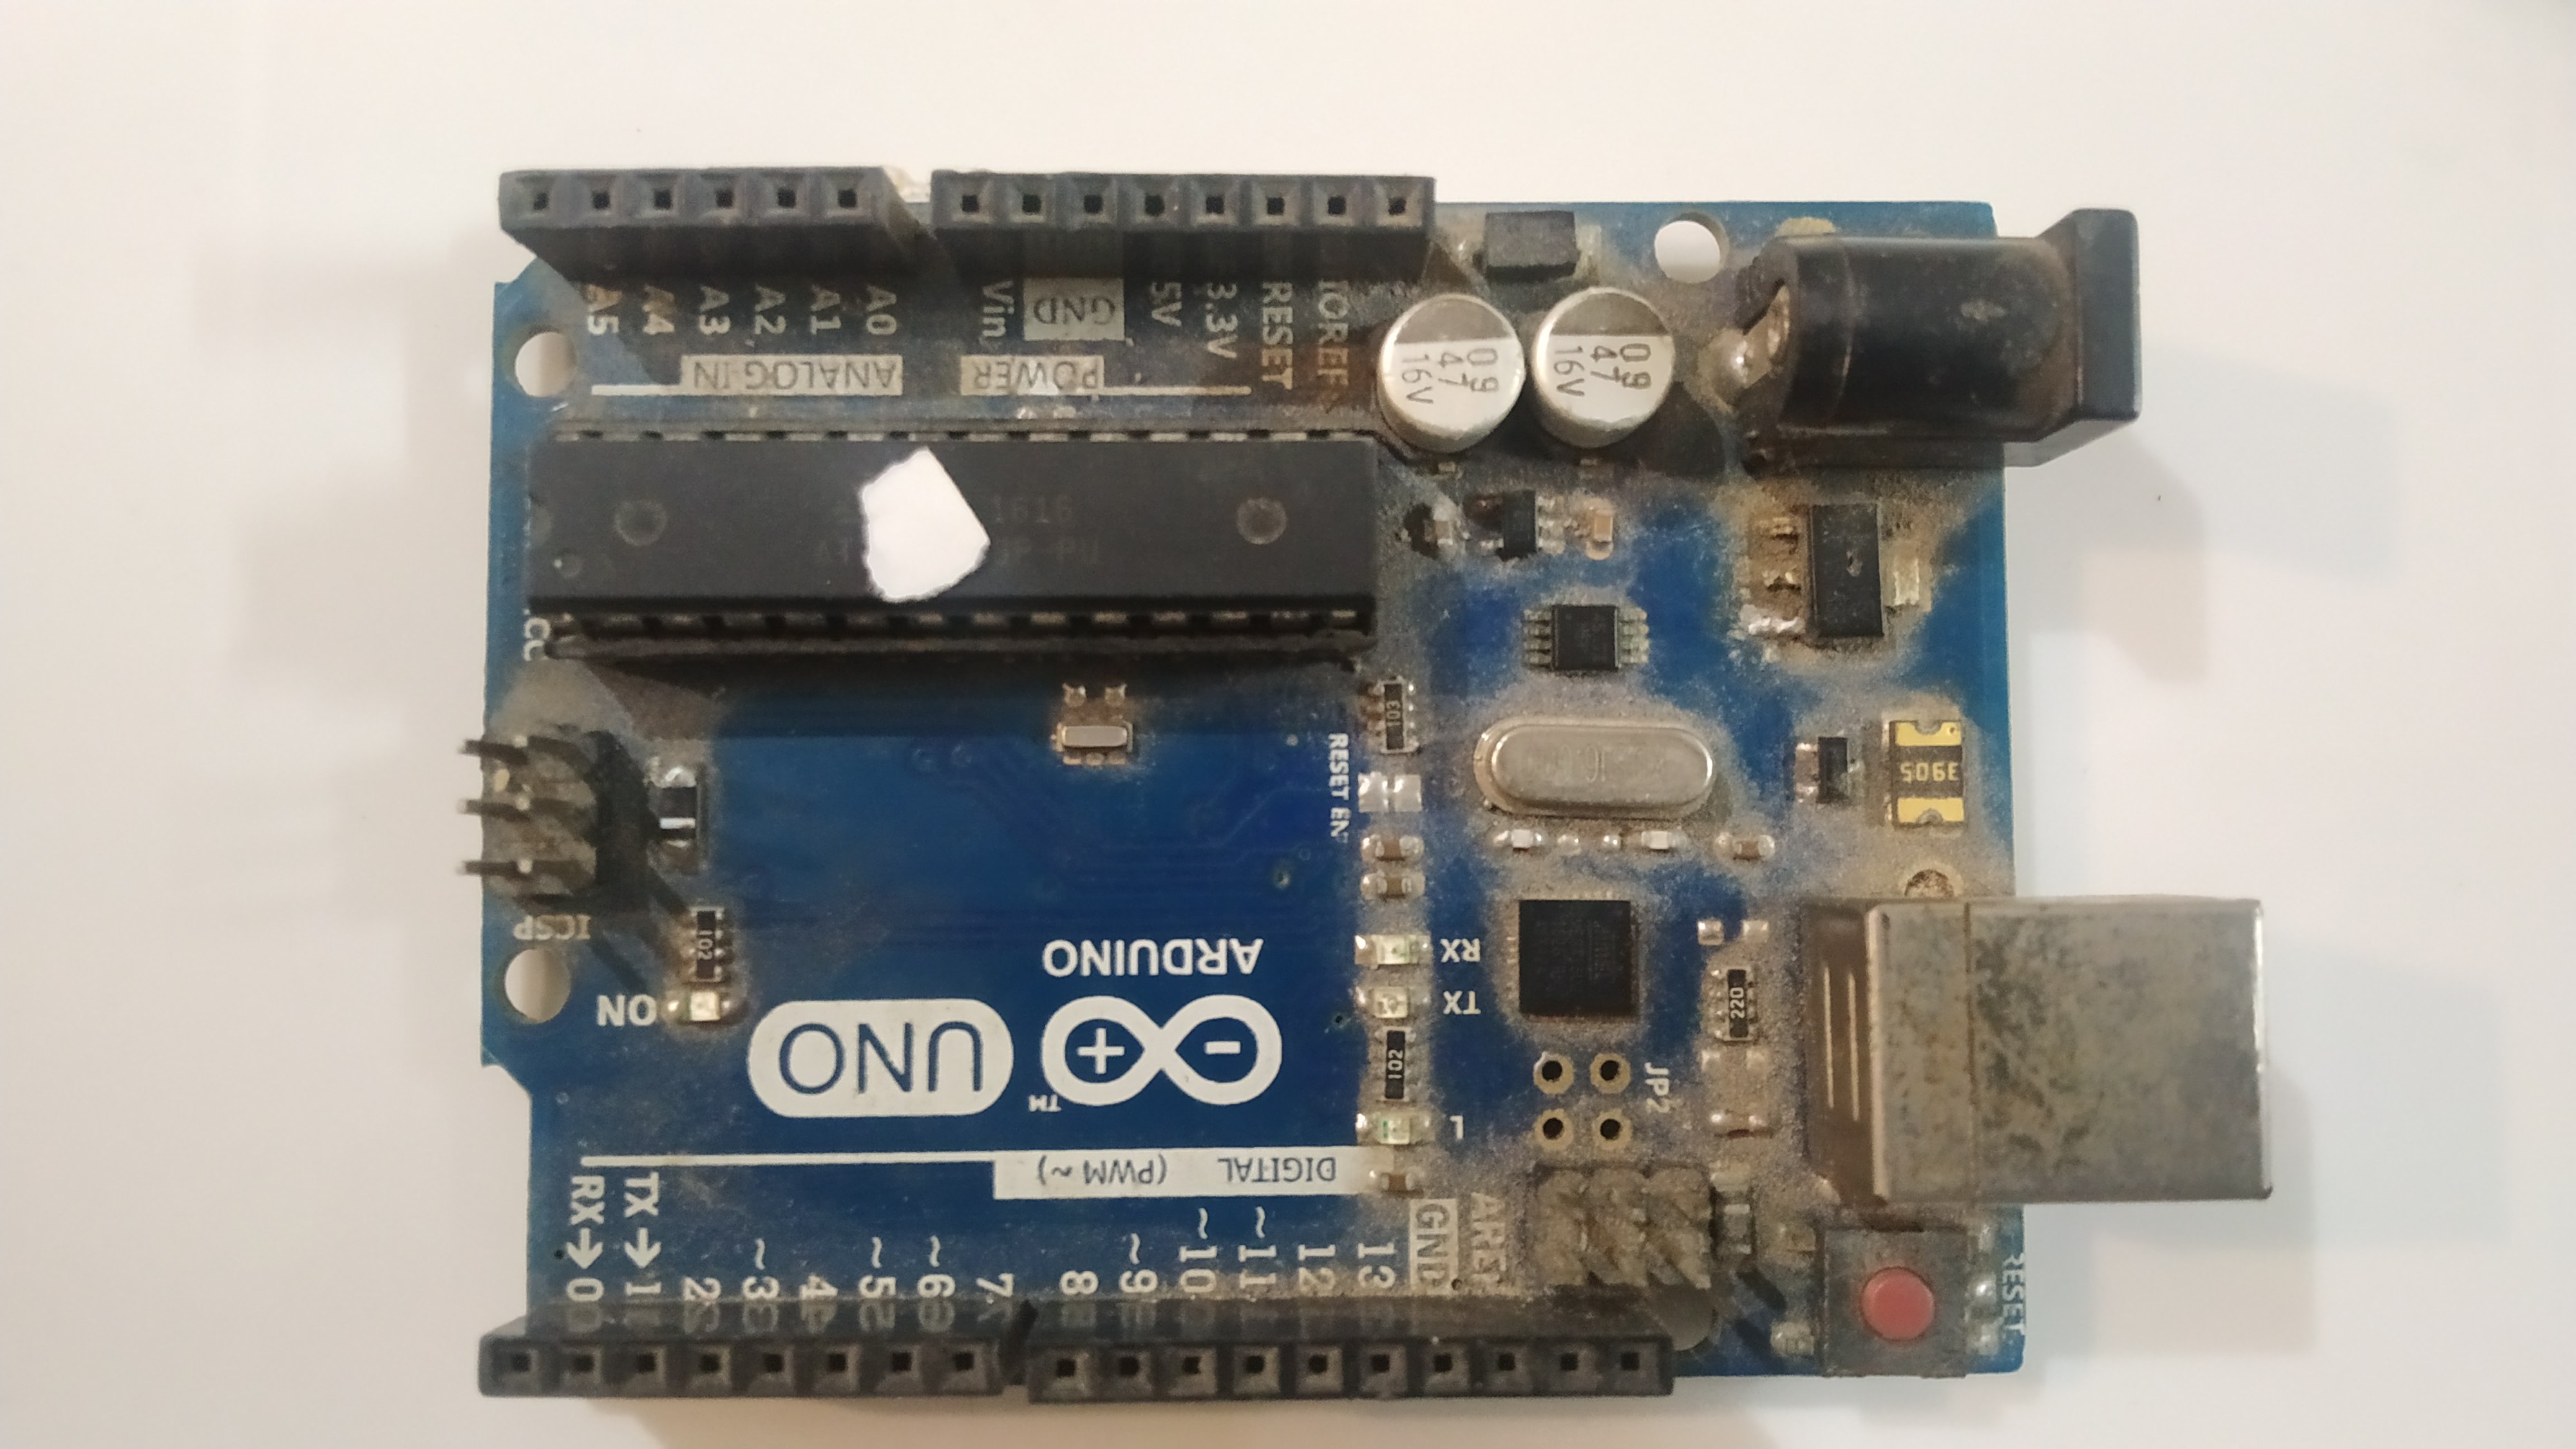 A5 A4 A3 A2 A1 A0
Vin GND 5V 3.3V RESET IOREF
ANALOG IN POWER
09
47
16V
09
47
16V
1616
-PU
103
RESET EN
3905
ICSP
102
ON
ARDUINO
UNO
TM
RX
TX
102
L
220
JP2
DIGITAL (PWM ~)
RX→0 TX→1 2 ~3 4 ~5 ~6 7 8 ~9 ~10 ~11 12 13 GND AREF
RESET